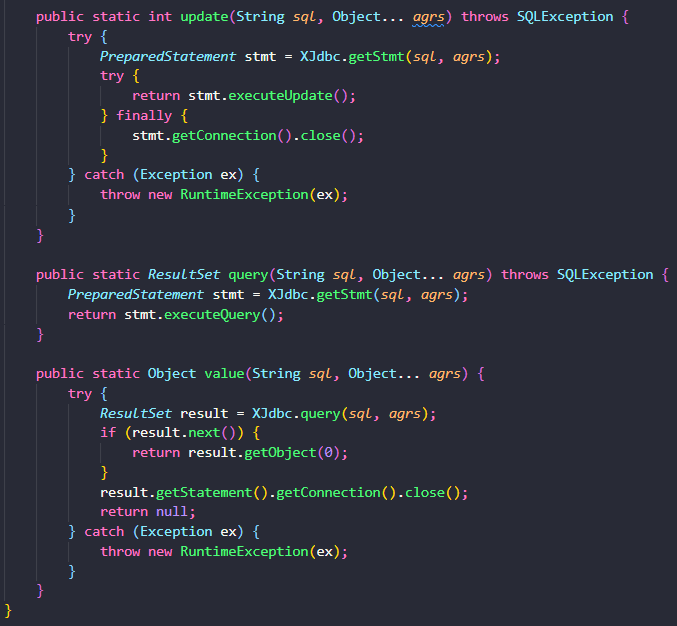 public static int update(String sql, Object... agrs) throws SQLException {
try {
PreparedStatement stmt = XJdbc.getStmt(sql, agrs);
try {
return stmt.executeUpdate();
} finally {
stmt.getConnection().close();
}
} catch (Exception ex) {
throw new RuntimeException(ex);
}
}
public static ResultSet query(String sql, Object... agrs) throws SQLException {
PreparedStatement stmt = XJdbc.getStmt(sql, agrs);
return stmt.executeQuery();
}
public static Object value(String sql, Object... agrs) {
try {
ResultSet result = XJdbc.query(sql, agrs);
if (result.next()) {
return result.getObject(0);
}
result.getStatement().getConnection().close();
return null;
} catch (Exception ex) {
throw new RuntimeException(ex);
}
}
}